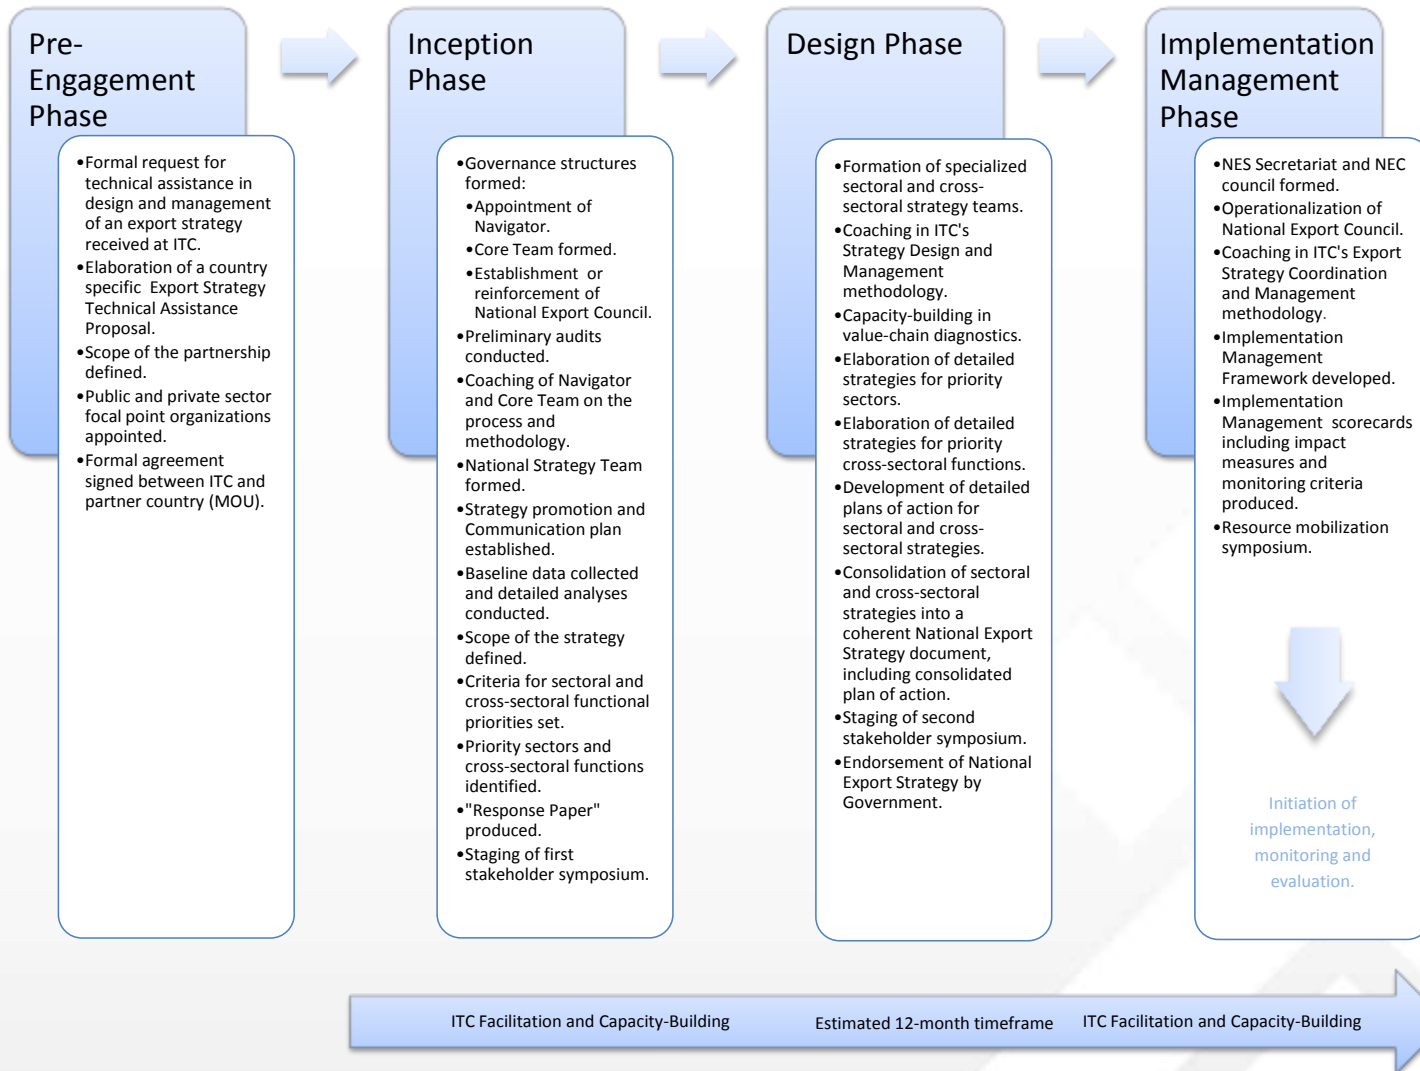 Pre-
Engagement
Phase
•Formal request for
technical assistance in
design and management
of an export strategy
received at ITC.
•Elaboration of a country
specific Export Strategy
Technical Assistance
Proposal.
•Scope of the partnership
defined.
•Public and private sector
focal point organizations
appointed.
•Formal agreement
signed between ITC and
partner country (MOU).
Inception
Phase
•Governance structures
formed:
•Appointment of
Navigator.
•Core Team formed.
•Establishment or
reinforcement of
National Export Council.
•Preliminary audits
conducted.
•Coaching of Navigator
and Core Team on the
process and
methodology.
•National Strategy Team
formed.
•Strategy promotion and
Communication plan
established.
•Baseline data collected
and detailed analyses
conducted.
•Scope of the strategy
defined.
•Criteria for sectoral and
cross-sectoral functional
priorities set.
•Priority sectors and
cross-sectoral functions
identified.
•"Response Paper"
produced.
•Staging of first
stakeholder symposium.
Design Phase
•Formation of specialized
sectoral and cross-
sectoral strategy teams.
•Coaching in ITC's
Strategy Design and
Management
methodology.
•Capacity-building in
value-chain diagnostics.
•Elaboration of detailed
strategies for priority
sectors.
•Elaboration of detailed
strategies for priority
cross-sectoral functions.
•Development of detailed
plans of action for
sectoral and cross-
sectoral strategies.
•Consolidation of sectoral
and cross-sectoral
strategies into a
coherent National Export
Strategy document,
including consolidated
plan of action.
•Staging of second
stakeholder symposium.
•Endorsement of National
Export Strategy by
Government.
Implementation
Management
Phase
•NES Secretariat and NEC
council formed.
•Operationalization of
National Export Council.
•Coaching in ITC's Export
Strategy Coordination
and Management
methodology.
•Implementation
Management
Framework developed.
•Implementation
Management scorecards
including impact
measures and
monitoring criteria
produced.
•Resource mobilization
symposium.
Initiation of
implementation,
monitoring and
evaluation.
ITC Facilitation and Capacity-Building Estimated 12-month timeframe ITC Facilitation and Capacity-Building